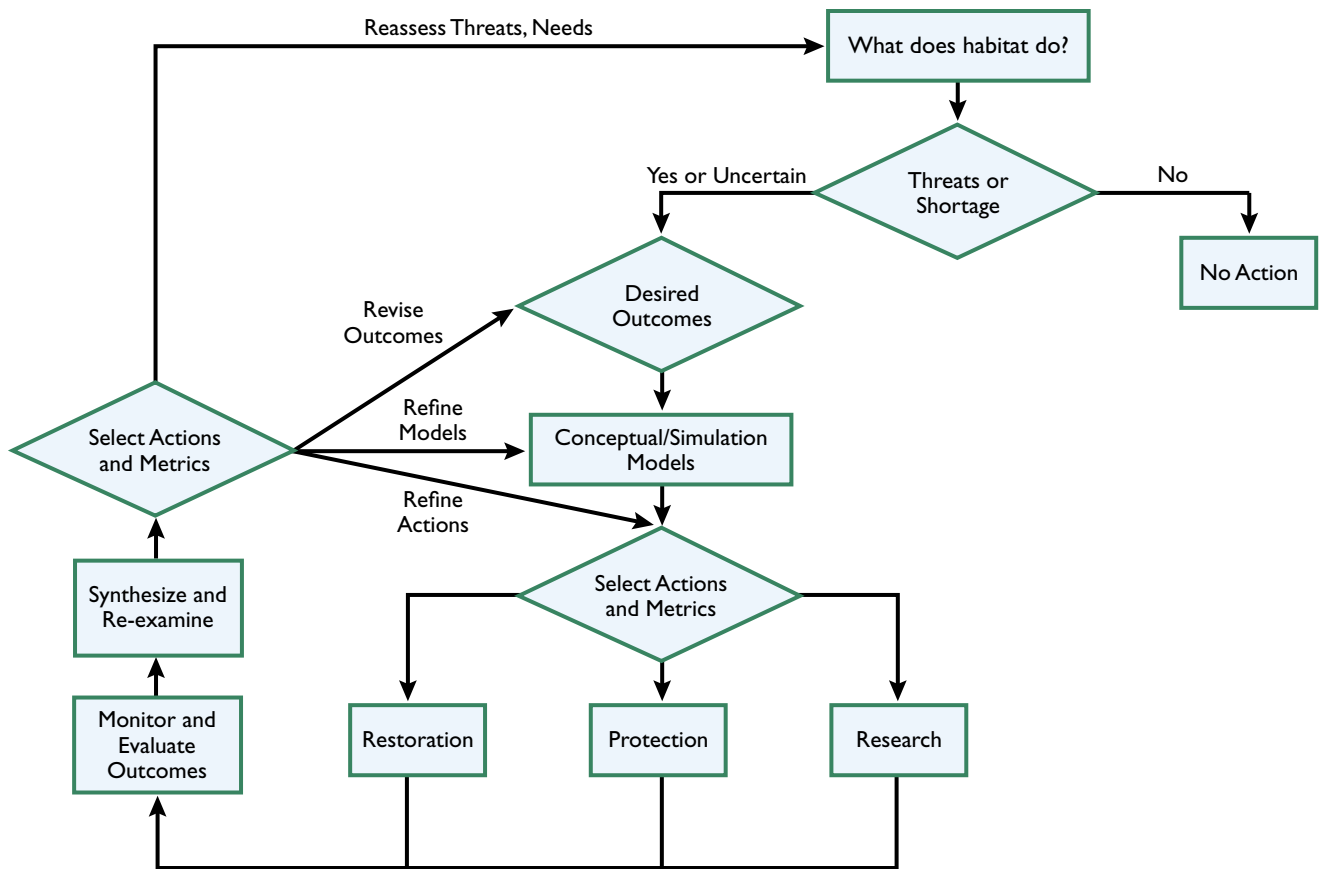 Reassess Threats, Needs
What does habitat do?
Yes or Uncertain
Threats or
Shortage
No
No Action
Desired
Outcomes
Revise
Outcomes
Refine
Models
Conceptual/Simulation
Models
Select Actions
and Metrics
Refine
Actions
Select Actions
and Metrics
Synthesize and
Re-examine
Monitor and
Evaluate
Outcomes
Restoration
Protection
Research